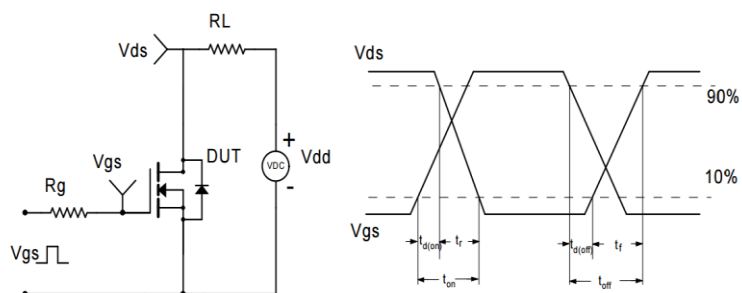 RL
Vds
Vgs
DUT
VDC
+
-
Vdd
Rg
Vgs
Vds
90%
10%
Vgs
td(on)
tr
td(off)
tf
ton
toff